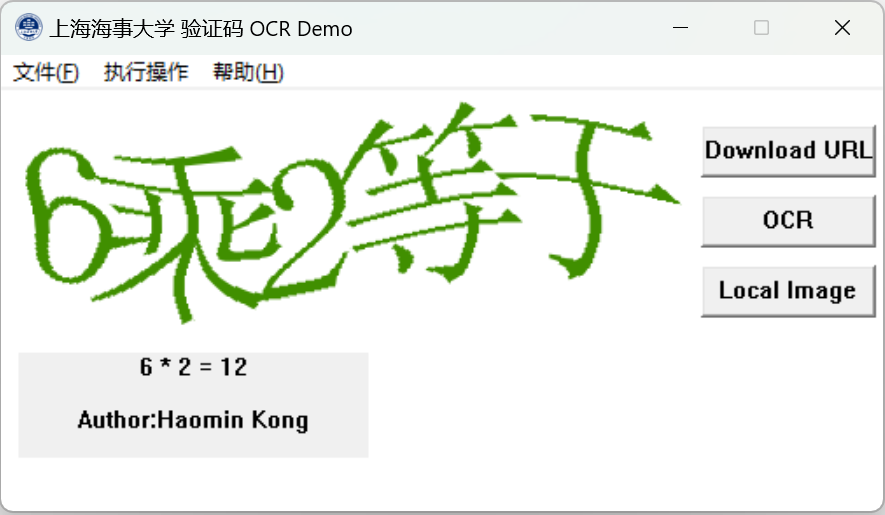 上海海事大学 验证码 OCR Demo
文件(F) 执行操作 帮助(H)
6乘2等于
Download URL
OCR
Local Image
6 * 2 = 12
Author:Haomin Kong